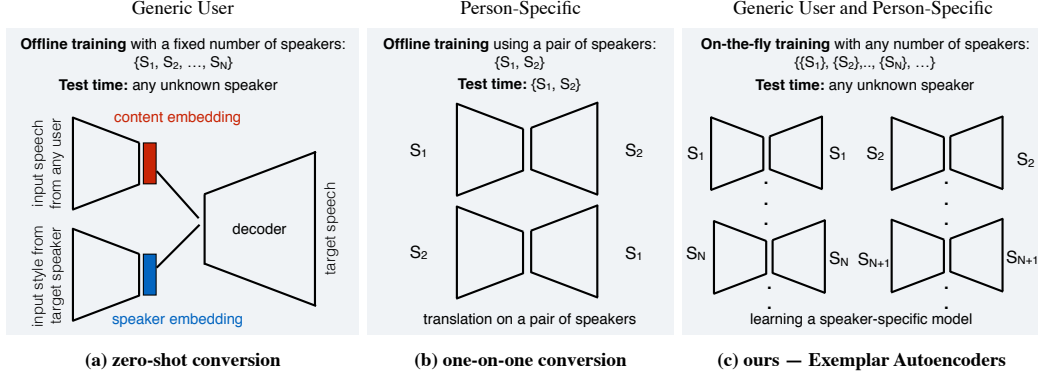 Generic User
Offline training with a fixed number of speakers:
{S1, S2, ..., SN}
Test time: any unknown speaker
content embedding
input speech
from any user
decoder
target speech
input style from
target speaker
speaker embedding
(a) zero-shot conversion
Person-Specific
Offline training using a pair of speakers:
{S1, S2}
Test time: {S1, S2}
S1
S2
S2
S1
translation on a pair of speakers
(b) one-on-one conversion
Generic User and Person-Specific
On-the-fly training with any number of speakers:
{{S1}, {S2},.., {SN}, ...}
Test time: any unknown speaker
S1
S1
S2
S2
SN
SN
SN+1
SN+1
learning a speaker-specific model
(c) ours — Exemplar Autoencoders